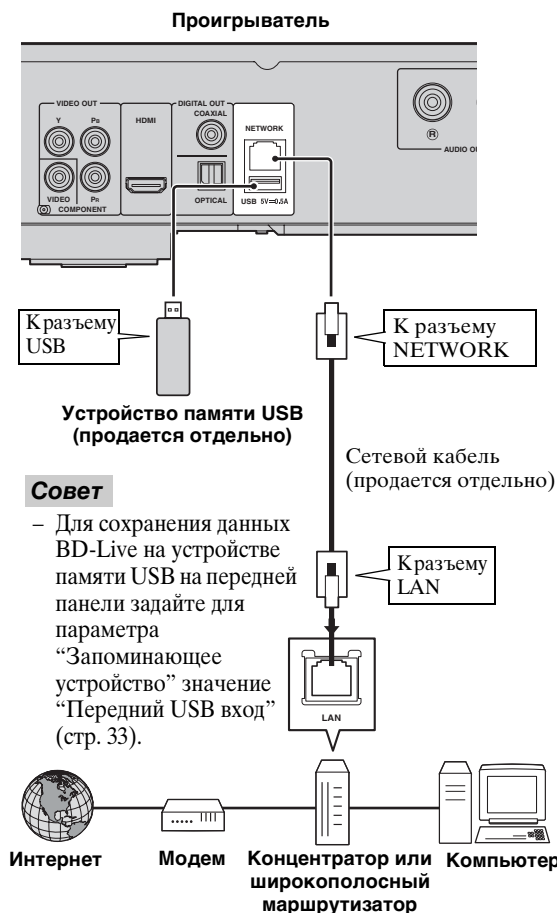 Проигрыватель
VIDEO OUT
Y
PB
VIDEO
PR
COMPONENT
HDMI
DIGITAL OUT
COAXIAL
OPTICAL
NETWORK
USB 5V⎓0.5A
R
AUDIO OU
К разъему
USB
К разъему
NETWORK
Устройство памяти USB
(продается отдельно)
Сетевой кабель
(продается отдельно)
Совет
– Для сохранения данных
BD-Live на устройстве
памяти USB на передней
панели задайте для
параметра
“Запоминающее
устройство” значение
“Передний USB вход”
(стр. 33).
К разъему
LAN
LAN
Интернет
Модем
Концентратор или
широкополосный
маршрутизатор
Компьютер